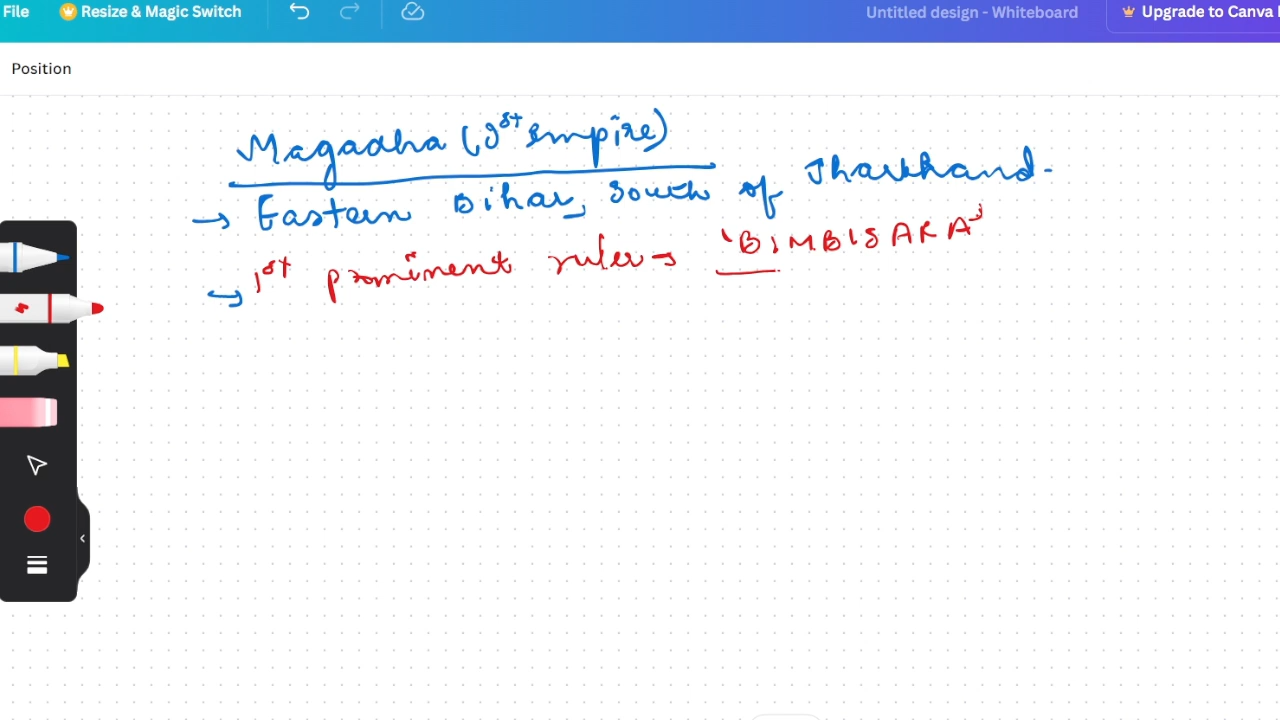 File Resize & Magic Switch Untitled design - Whiteboard Upgrade to Canva
Position
Magadha (1st Empire)
→ Eastern Bihar, South of Jharkhand.
→ 1st prominent ruler → 'BIMBISARA'